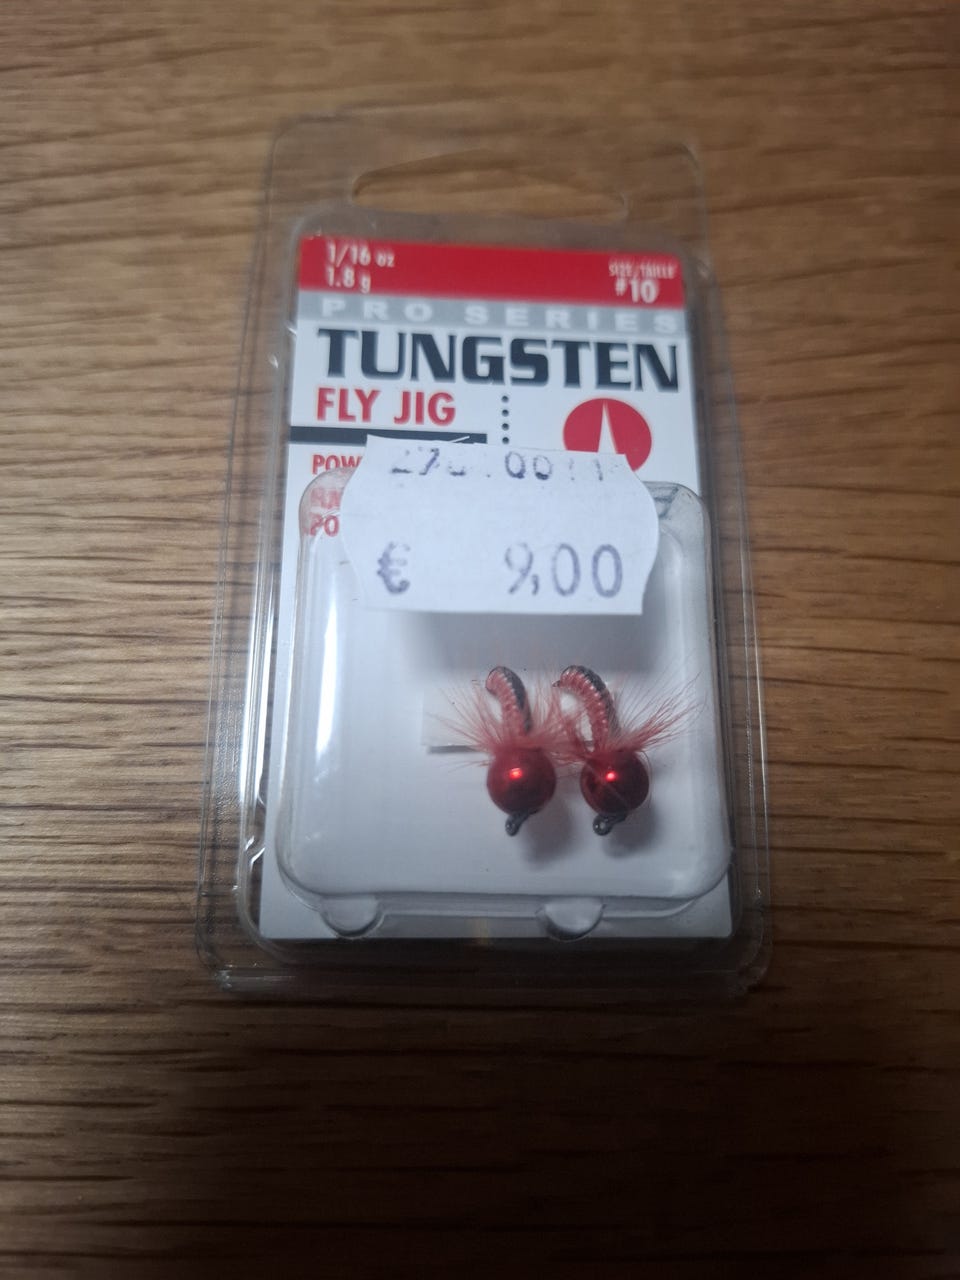 1/16 oz
1.8 g
SIZE/TAILLE
#10
PRO SERIES
TUNGSTEN
FLY JIG
€ 9,00